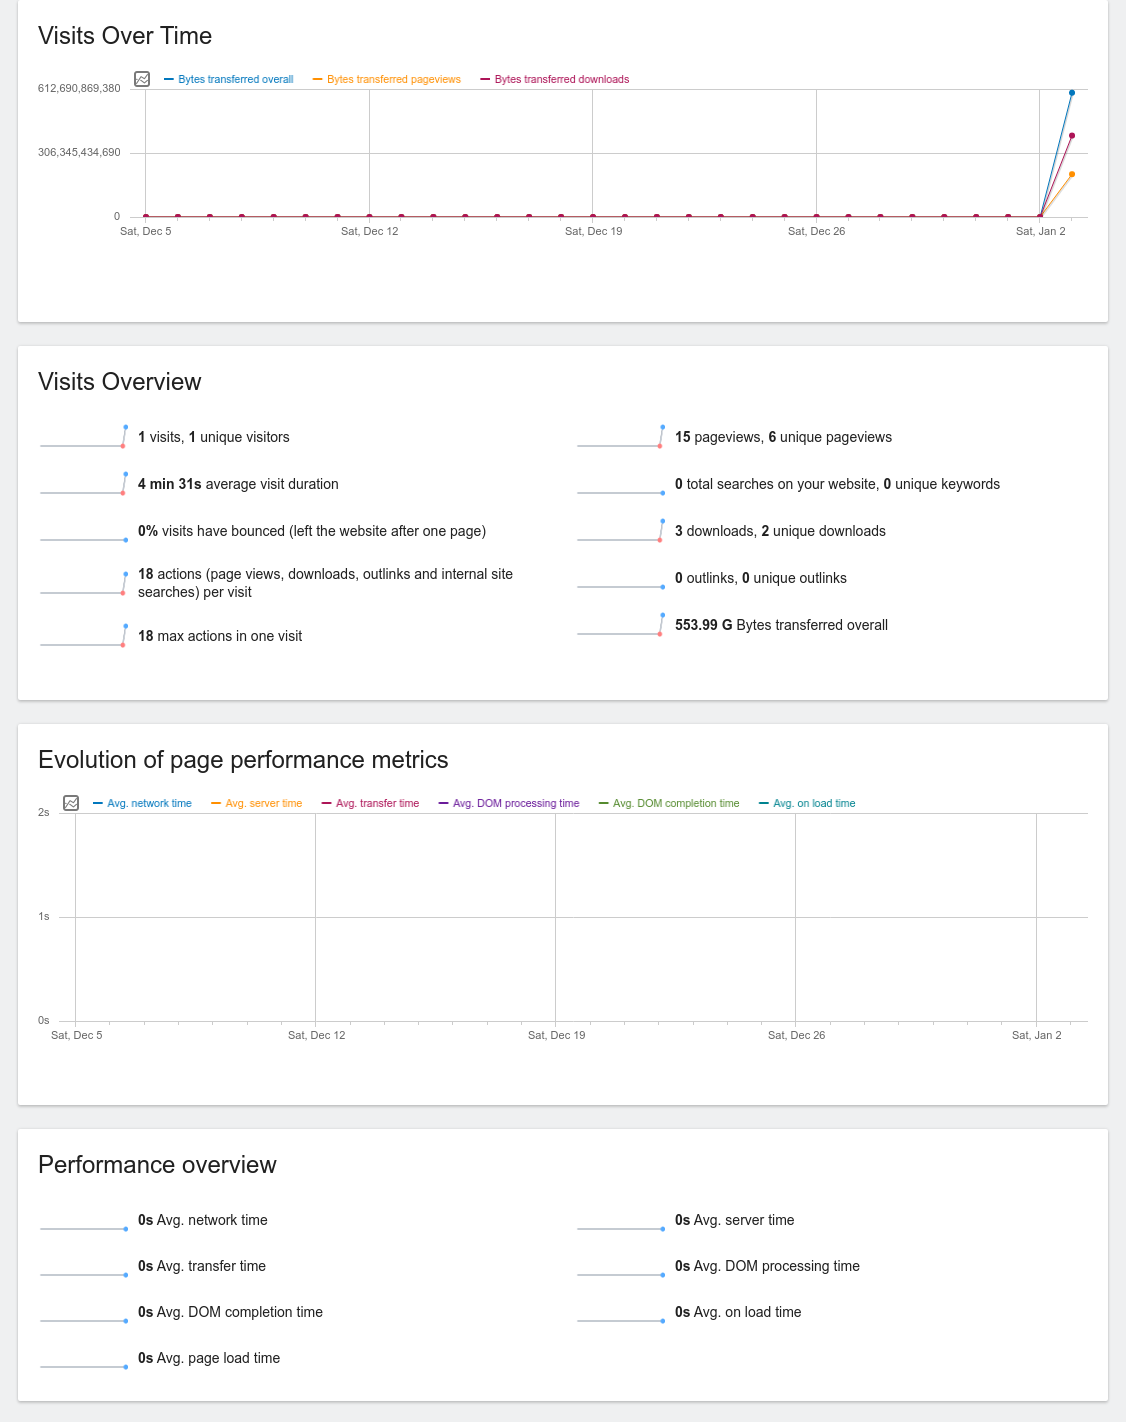 Visits Over Time
Bytes transferred overall Bytes transferred pageviews Bytes transferred downloads
612,690,869,380
306,345,434,690
0
Sat, Dec 5 Sat, Dec 12 Sat, Dec 19 Sat, Dec 26 Sat, Jan 2
Visits Overview
1 visits, 1 unique visitors
4 min 31s average visit duration
0% visits have bounced (left the website after one page)
18 actions (page views, downloads, outlinks and internal site
searches) per visit
18 max actions in one visit
15 pageviews, 6 unique pageviews
0 total searches on your website, 0 unique keywords
3 downloads, 2 unique downloads
0 outlinks, 0 unique outlinks
553.99 G Bytes transferred overall
Evolution of page performance metrics
Avg. network time Avg. server time Avg. transfer time Avg. DOM processing time Avg. DOM completion time Avg. on load time
2s
1s
0s
Sat, Dec 5 Sat, Dec 12 Sat, Dec 19 Sat, Dec 26 Sat, Jan 2
Performance overview
0s Avg. network time
0s Avg. transfer time
0s Avg. DOM completion time
0s Avg. page load time
0s Avg. server time
0s Avg. DOM processing time
0s Avg. on load time